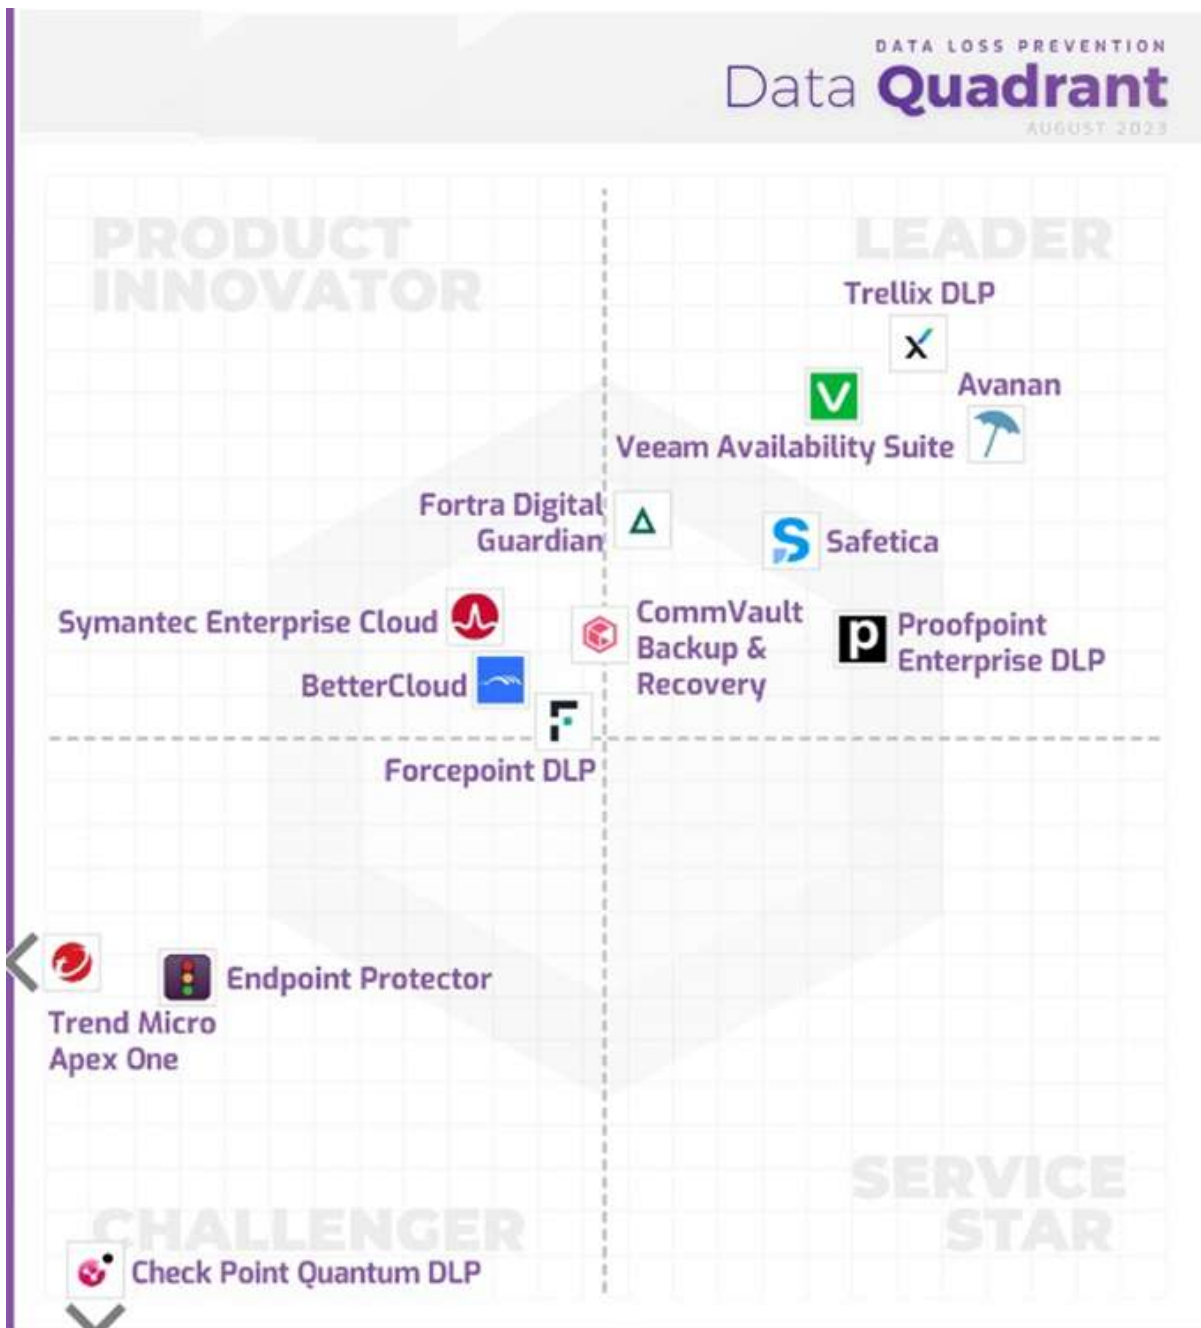 DATA LOSS PREVENTION
Data Quadrant
AUGUST 2023
PRODUCT
INNOVATOR
LEADER
Trellix DLP
Avanan
Veeam Availability Suite
Fortra Digital
Guardian
Safetica
Symantec Enterprise Cloud
CommVault
Backup &
Recovery
Proofpoint
Enterprise DLP
BetterCloud
Forcepoint DLP
Endpoint Protector
Trend Micro
Apex One
SERVICE
STAR
CHALLENGER
Check Point Quantum DLP